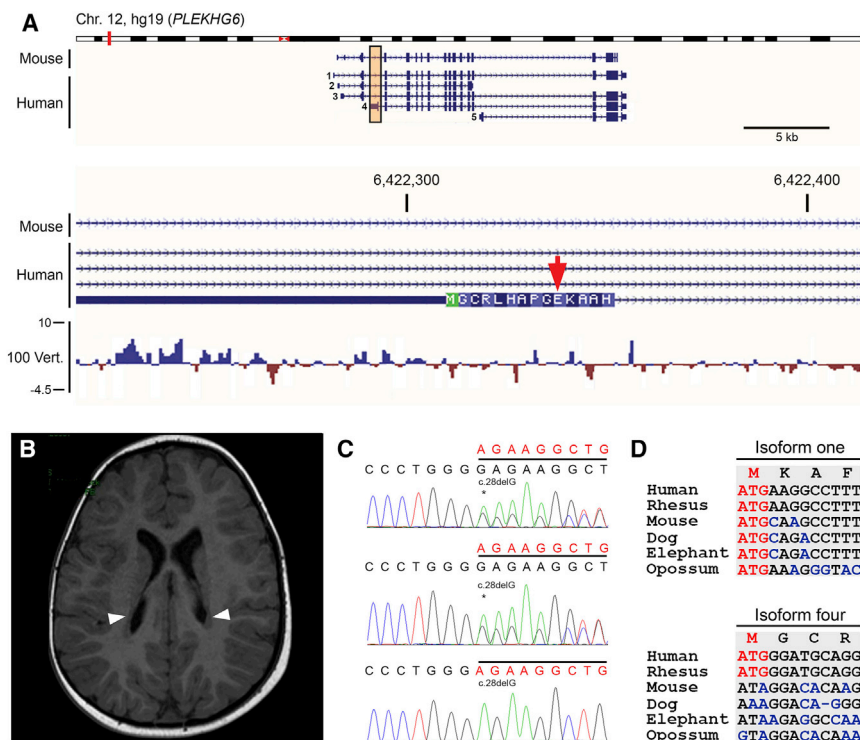 A
Chr. 12, hg19 (PLEKHG6)
Mouse
Human
1
2
3
4
5
5 kb
6,422,300
6,422,400
Mouse
Human
MGCRLHAPGEKAAH
10
100 Vert.
-4.5
B
C
AGAAGGCTG
CCCTGGGGAGAAGGCT
c.28delG
*
AGAAGGCTG
CCCTGGGGAGAAGGCT
c.28delG
*
CCCTGGGAGAAGGCTG
c.28delG
D
Isoform one
M K A F
Human ATGAAGGCCTTT
Rhesus ATGAAGGCCTTT
Mouse ATGCAAGCCTTT
Dog ATGCAGACCTTT
Elephant ATGCAGACCTTT
Opossum ATGAAAGGGTAC
Isoform four
M G C R
Human ATGGGATGCAGG
Rhesus ATGGGATGCAGG
Mouse ATAGGACACAAG
Dog AAAGGACA-GGG
Elephant ATAAGAGGCCAA
Opossum GTAGGACACAAA